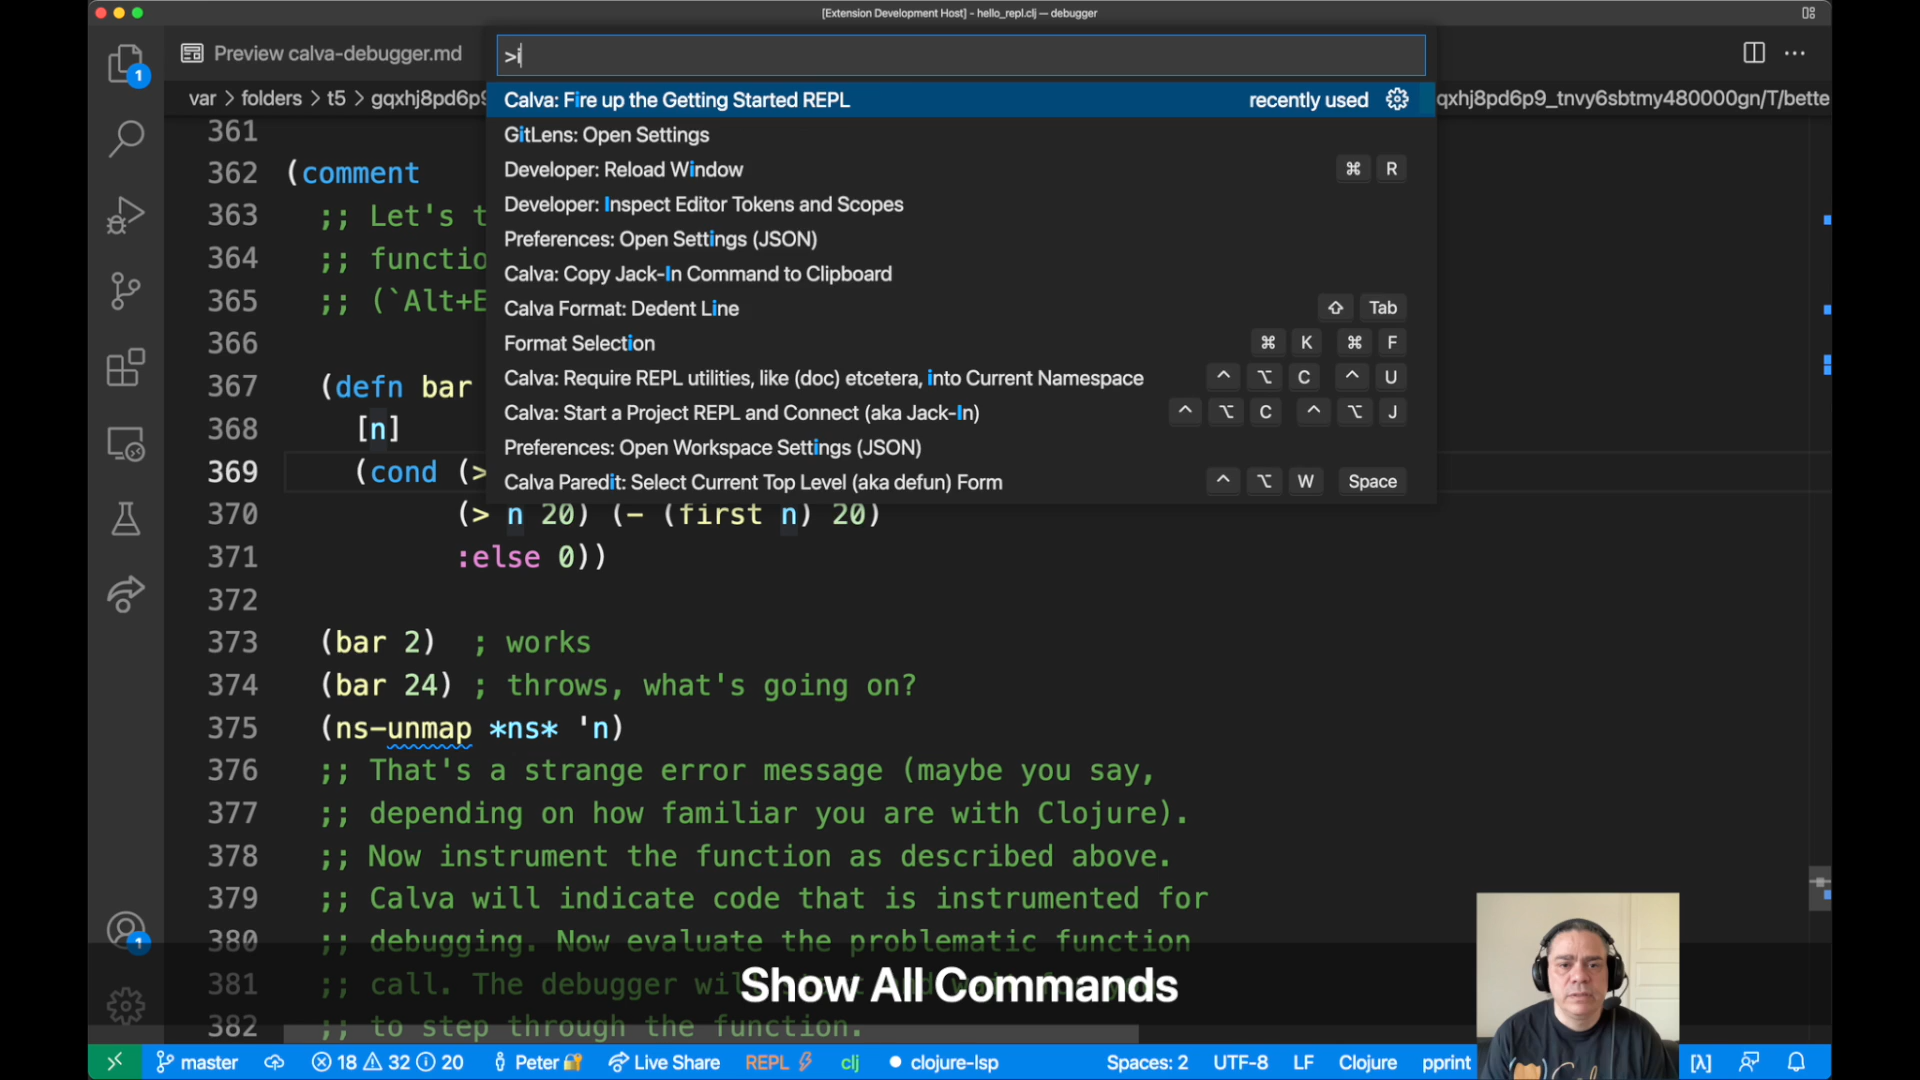 [Extension Development Host] - hello_repl.clj — debugger
Preview calva-debugger.md
>i
var > folders > t5 > gqxhj8pd6p9
qxhj8pd6p9_tnvy6sbtmy480000gn/T/bette
Calva: Fire up the Getting Started REPL recently used
GitLens: Open Settings
Developer: Reload Window ⌘ R
Developer: Inspect Editor Tokens and Scopes
Preferences: Open Settings (JSON)
Calva: Copy Jack-In Command to Clipboard
Calva Format: Dedent Line ⇧ Tab
Format Selection ⌘ K ⌘ F
Calva: Require REPL utilities, like (doc) etcetera, into Current Namespace ^ ⌥ C ^ U
Calva: Start a Project REPL and Connect (aka Jack-In) ^ ⌥ C ^ ⌥ J
Preferences: Open Workspace Settings (JSON)
Calva Paredit: Select Current Top Level (aka defun) Form ^ ⌥ W Space
361
362 (comment
363 ;; Let's t
364 ;; functio
365 ;; (`Alt+E
366
367 (defn bar
368 [n]
369 (cond (>
370 (> n 20) (- (first n) 20)
371 :else 0))
372
373 (bar 2) ; works
374 (bar 24) ; throws, what's going on?
375 (ns-unmap *ns* 'n)
376 ;; That's a strange error message (maybe you say,
377 ;; depending on how familiar you are with Clojure).
378 ;; Now instrument the function as described above.
379 ;; Calva will indicate code that is instrumented for
380 ;; debugging. Now evaluate the problematic function
381 ;; call. The debugger wil
382 ;; to step through the function.
Show All Commands
1
1
master 18 32 20 Peter Live Share REPL clj clojure-lsp Spaces: 2 UTF-8 LF Clojure pprint [λ]